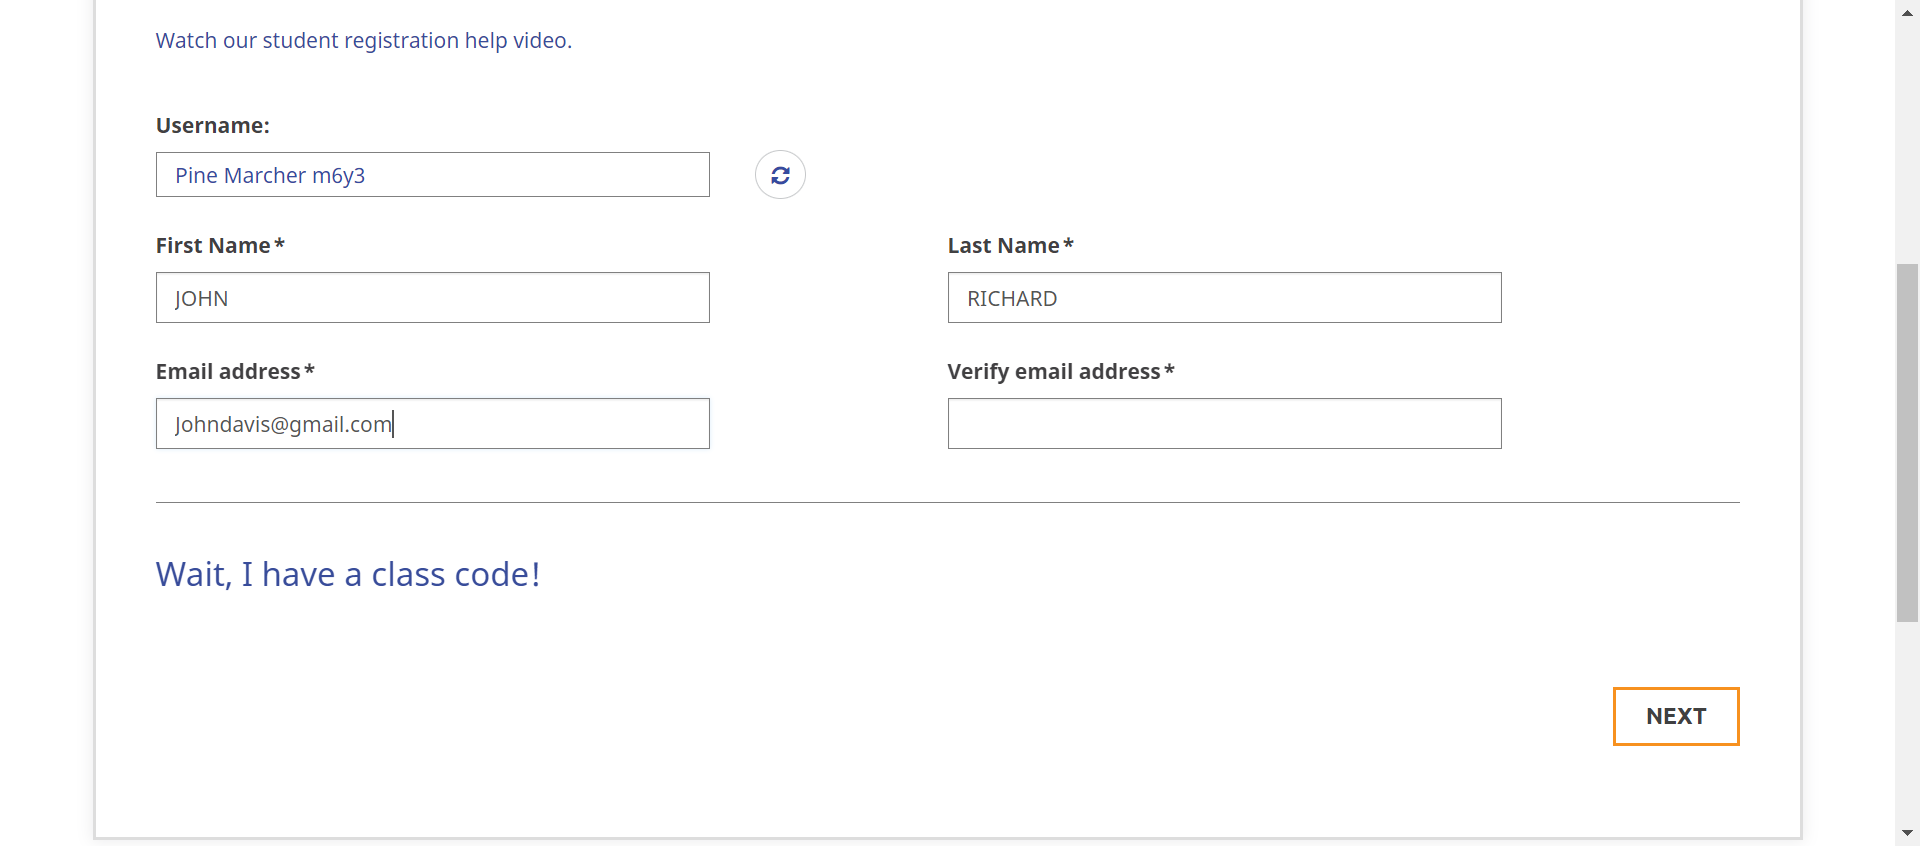 Watch our student registration help video.
Username:
Pine Marcher m6y3
First Name*
Last Name*
JOHN
RICHARD
Email address*
Verify email address*
Johndavis@gmail.com
Wait, I have a class code!
NEXT